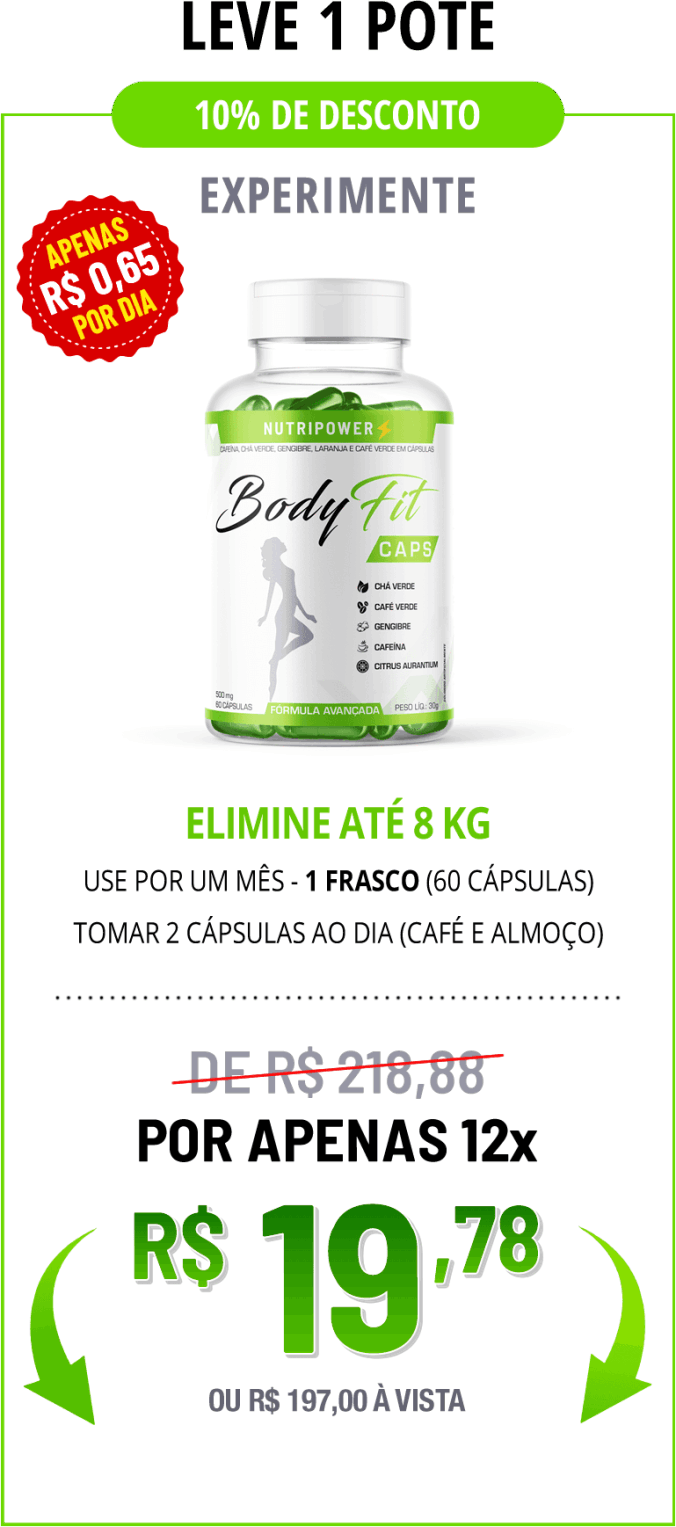 LEVE 1 POTE
10% DE DESCONTO
EXPERIMENTE
APENAS
R$ 0,65
POR DIA
NUTRIPOWER
CAFEÍNA, CHÁ VERDE, GENGIBRE, LARANJA E CAFÉ VERDE EM CÁPSULAS
Body Fit
CAPS
CHÁ VERDE
CAFÉ VERDE
GENGIBRE
CAFEÍNA
CITRUS AURANTIUM
500 mg
60 CÁPSULAS
FÓRMULA AVANÇADA
PESO LÍQ.: 30g
ELIMINE ATÉ 8 KG
USE POR UM MÊS - 1 FRASCO (60 CÁPSULAS)
TOMAR 2 CÁPSULAS AO DIA (CAFÉ E ALMOÇO)
DE R$ 218,88
POR APENAS 12x
R$ 19,78
OU R$ 197,00 À VISTA